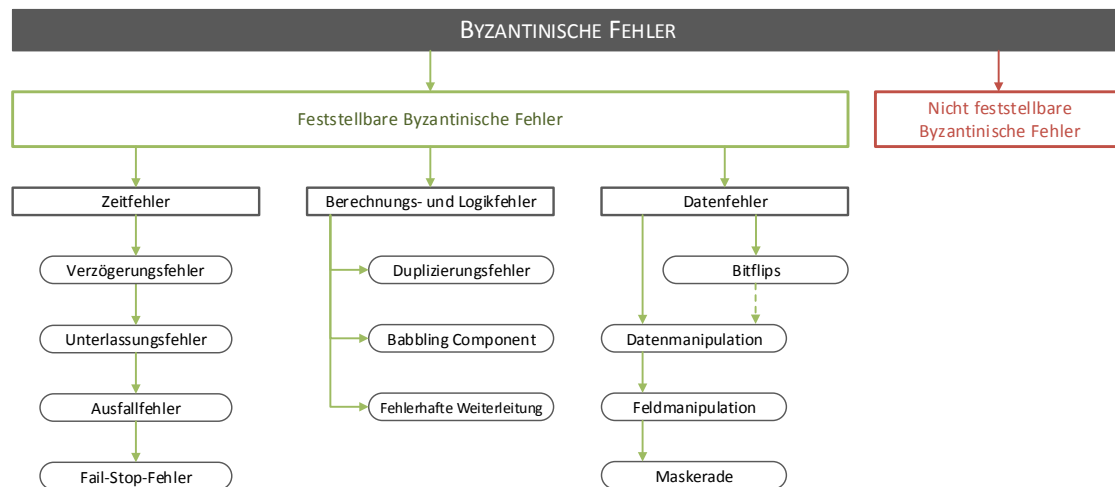 BYZANTINISCHE FEHLER
Feststellbare Byzantinische Fehler
Nicht feststellbare
Byzantinische Fehler
Zeitfehler
Berechnungs- und Logikfehler
Datenfehler
Verzögerungsfehler
Duplizierungsfehler
Bitflips
Unterlassungsfehler
Babbling Component
Datenmanipulation
Ausfallfehler
Fehlerhafte Weiterleitung
Feldmanipulation
Fail-Stop-Fehler
Maskerade